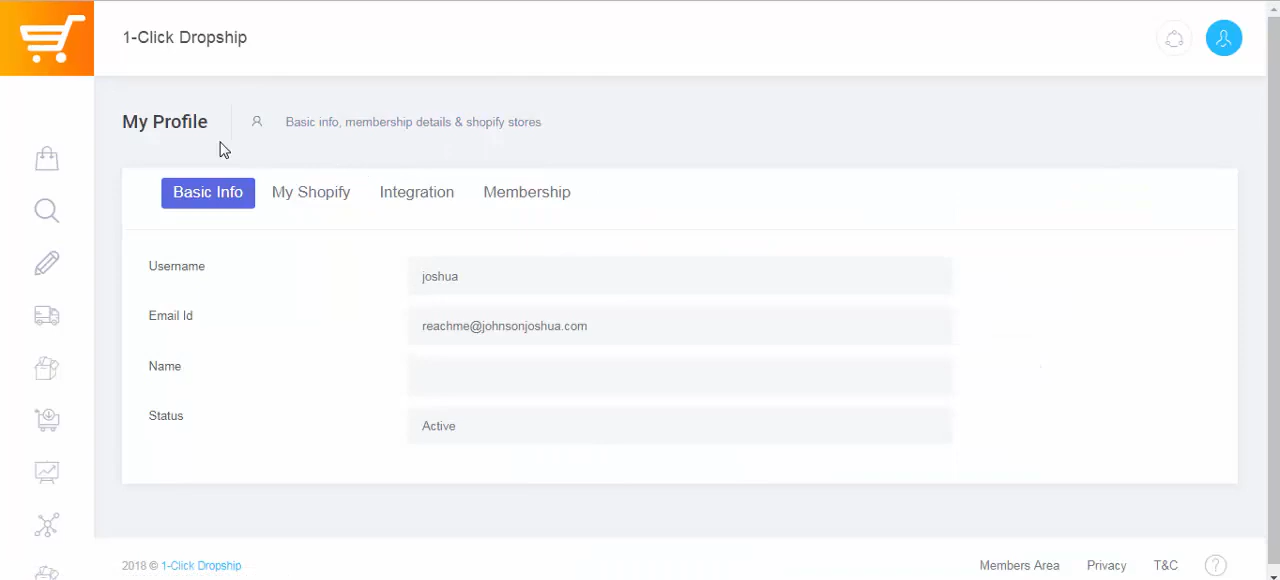 1-Click Dropship
My Profile
Basic info, membership details & shopify stores
Basic Info
My Shopify
Integration
Membership
Username
joshua
Email Id
reachme@johnsonjoshua.com
Name
Status
Active
2018 © 1-Click Dropship
Members Area
Privacy
T&C
?